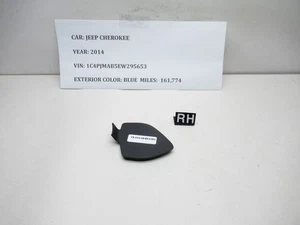 CAR: JEEP CHEROKEE
YEAR: 2014
VIN: 1C4PJMAB5EW295653
EXTERIOR COLOR: BLUE MILES: 161,774
RH